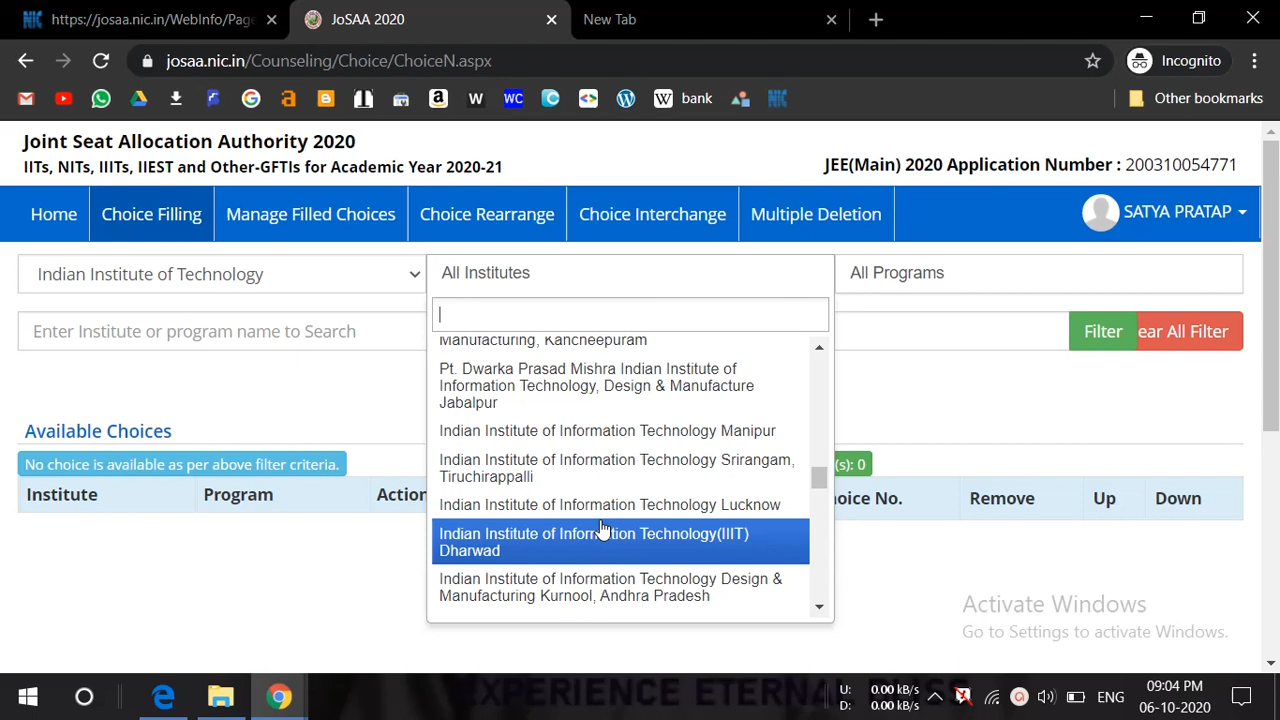 https://josaa.nic.in/WebInfo/Page
JoSAA 2020
New Tab
josaa.nic.in/Counseling/Choice/ChoiceN.aspx
Incognito
bank
Other bookmarks
Joint Seat Allocation Authority 2020
IITs, NITs, IIITs, IIEST and Other-GFTIs for Academic Year 2020-21
JEE(Main) 2020 Application Number : 200310054771
Home
Choice Filling
Manage Filled Choices
Choice Rearrange
Choice Interchange
Multiple Deletion
SATYA PRATAP
Indian Institute of Technology
All Institutes
All Programs
Enter Institute or program name to Search
Filter
ear All Filter
Manufacturing, Kancheepuram
Pt. Dwarka Prasad Mishra Indian Institute of
Information Technology, Design & Manufacture
Jabalpur
Indian Institute of Information Technology Manipur
Indian Institute of Information Technology Srirangam,
Tiruchirappalli
Indian Institute of Information Technology Lucknow
Indian Institute of Information Technology(IIIT)
Dharwad
Indian Institute of Information Technology Design &
Manufacturing Kurnool, Andhra Pradesh
Available Choices
No choice is available as per above filter criteria.
(s): 0
Institute
Program
Action
oice No.
Remove
Up
Down
Activate Windows
Go to Settings to activate Windows.
EXPERIENCE ETERNAL BLISS
U: 0.00 kB/s
D: 0.00 kB/s
ENG
09:04 PM
06-10-2020